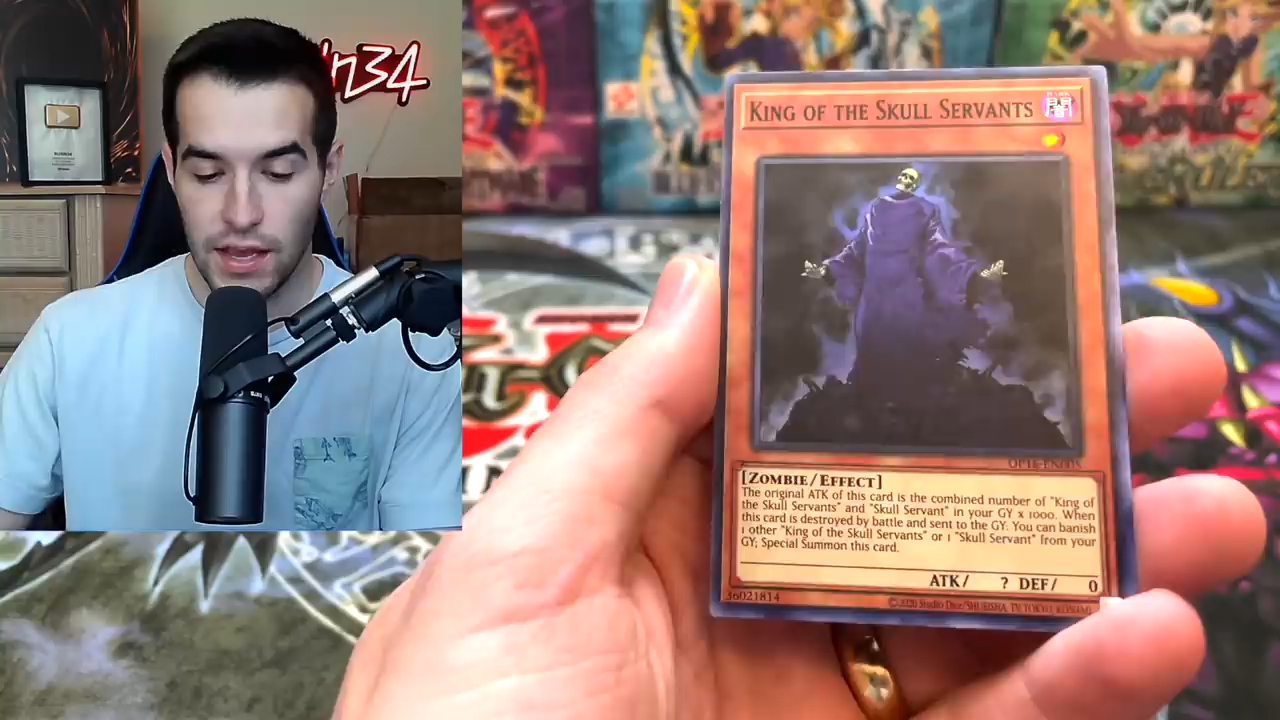 KING OF THE SKULL SERVANTS
闇
[ZOMBIE/EFFECT]
The original ATK of this card is the combined number of "King of
the Skull Servants" and "Skull Servant" in your GY x 1000. When
this card is destroyed by battle and sent to the GY: You can banish
1 other "King of the Skull Servants" or 1 "Skull Servant" from your
GY; Special Summon this card.
ATK/ ? DEF/ 0
36021814
©2020 Studio Dice/SHUEISHA, TV TOKYO, KONAMI